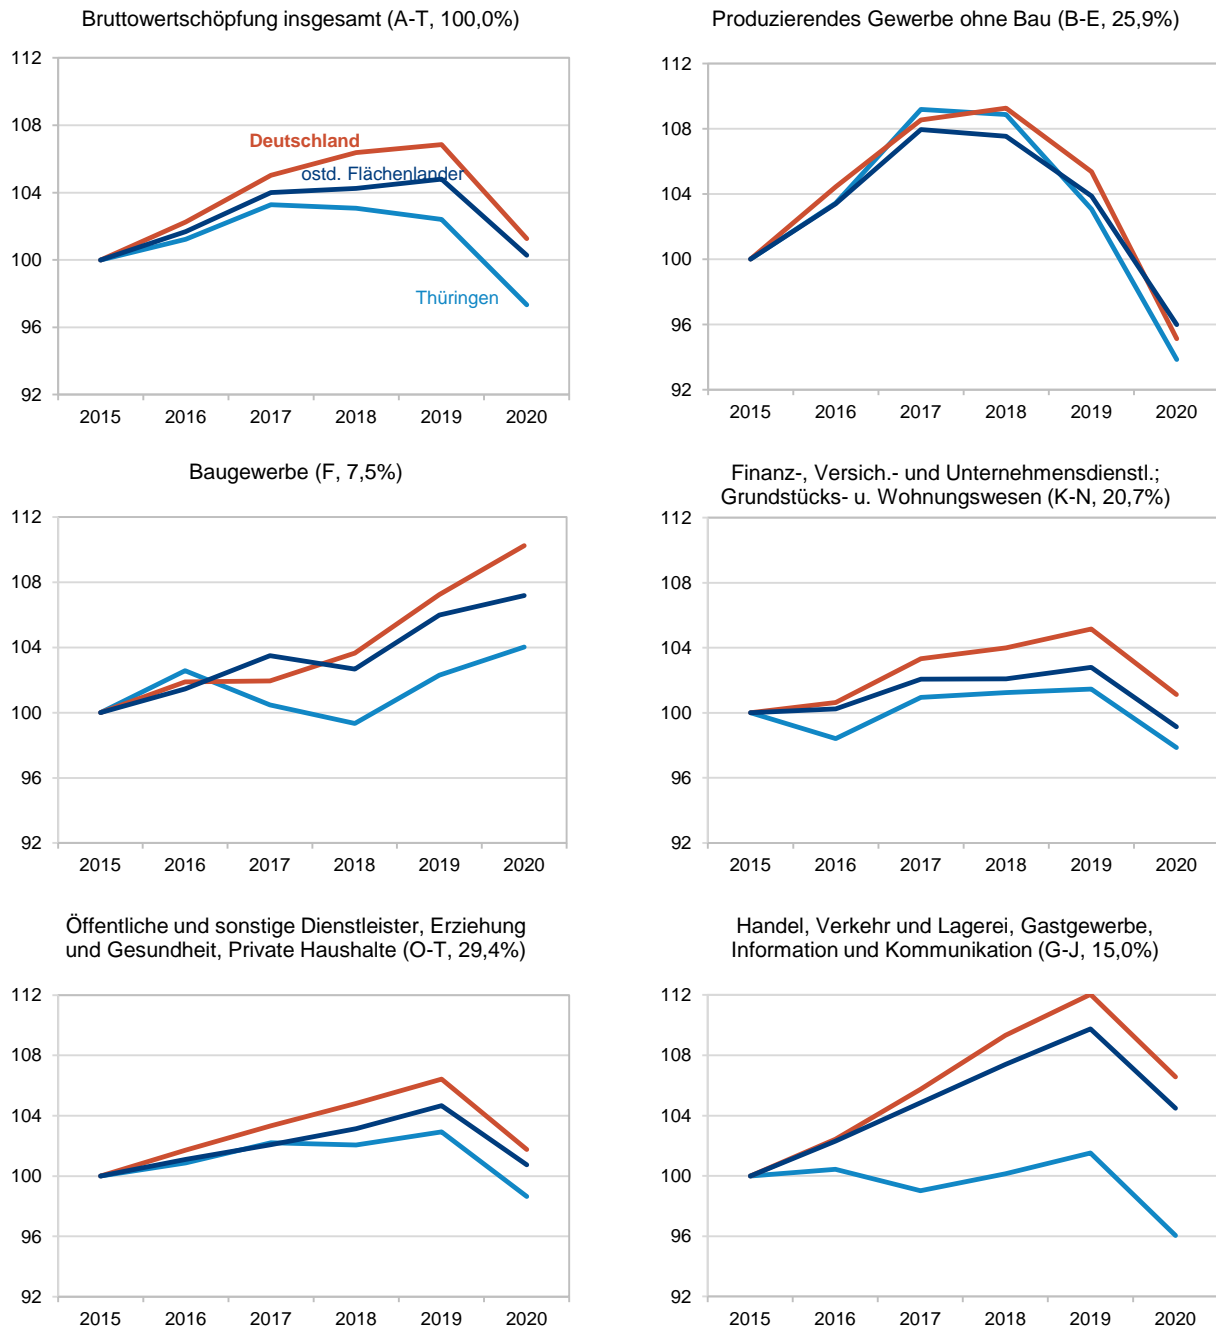 Bruttowertschöpfung insgesamt (A-T, 100,0%)
112
108
104
100
96
92
Deutschland
ostd. Flächenlander
Thüringen
2015 2016 2017 2018 2019 2020
Produzierendes Gewerbe ohne Bau (B-E, 25,9%)
112
108
104
100
96
92
2015 2016 2017 2018 2019 2020
Baugewerbe (F, 7,5%)
112
108
104
100
96
92
2015 2016 2017 2018 2019 2020
Finanz-, Versich.- und Unternehmensdienstl.;
Grundstücks- u. Wohnungswesen (K-N, 20,7%)
112
108
104
100
96
92
2015 2016 2017 2018 2019 2020
Öffentliche und sonstige Dienstleister, Erziehung
und Gesundheit, Private Haushalte (O-T, 29,4%)
112
108
104
100
96
92
2015 2016 2017 2018 2019 2020
Handel, Verkehr und Lagerei, Gastgewerbe,
Information und Kommunikation (G-J, 15,0%)
112
108
104
100
96
92
2015 2016 2017 2018 2019 2020